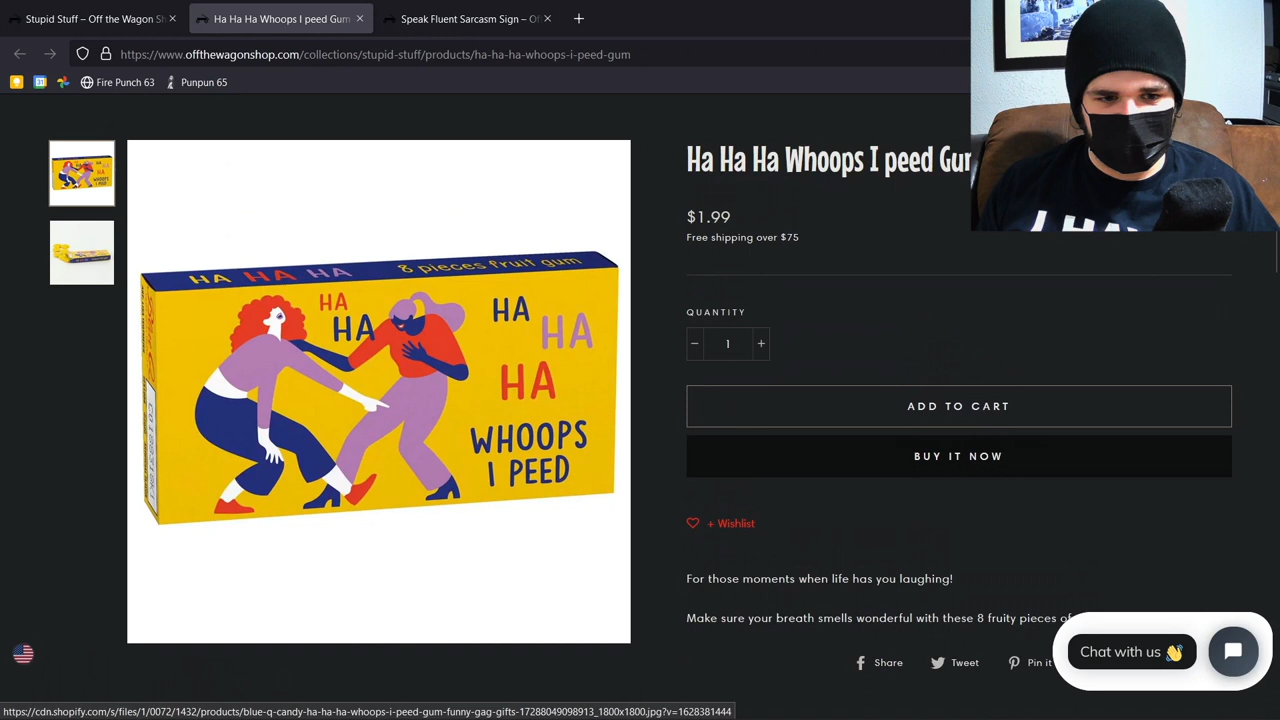 Stupid Stuff – Off the Wagon Sh
Ha Ha Ha Whoops I peed Gum
Speak Fluent Sarcasm Sign – Of
https://www.offthewagonshop.com/collections/stupid-stuff/products/ha-ha-ha-whoops-i-peed-gum
31
Fire Punch 63
Punpun 65
HA HA HA 8 pieces fruit gum
HA
HA
HA
HA
HA
WHOOPS
I PEED
Ha Ha Ha Whoops I peed Gum
$1.99
Free shipping over $75
QUANTITY
− 1 +
ADD TO CART
BUY IT NOW
+ Wishlist
For those moments when life has you laughing!
Make sure your breath smells wonderful with these 8 fruity pieces of
Share
Tweet
Pin it
Chat with us 👋
https://cdn.shopify.com/s/files/1/0072/1432/products/blue-q-candy-ha-ha-ha-whoops-i-peed-gum-funny-gag-gifts-17288049098913_1800x1800.jpg?v=1628381444
I HAV